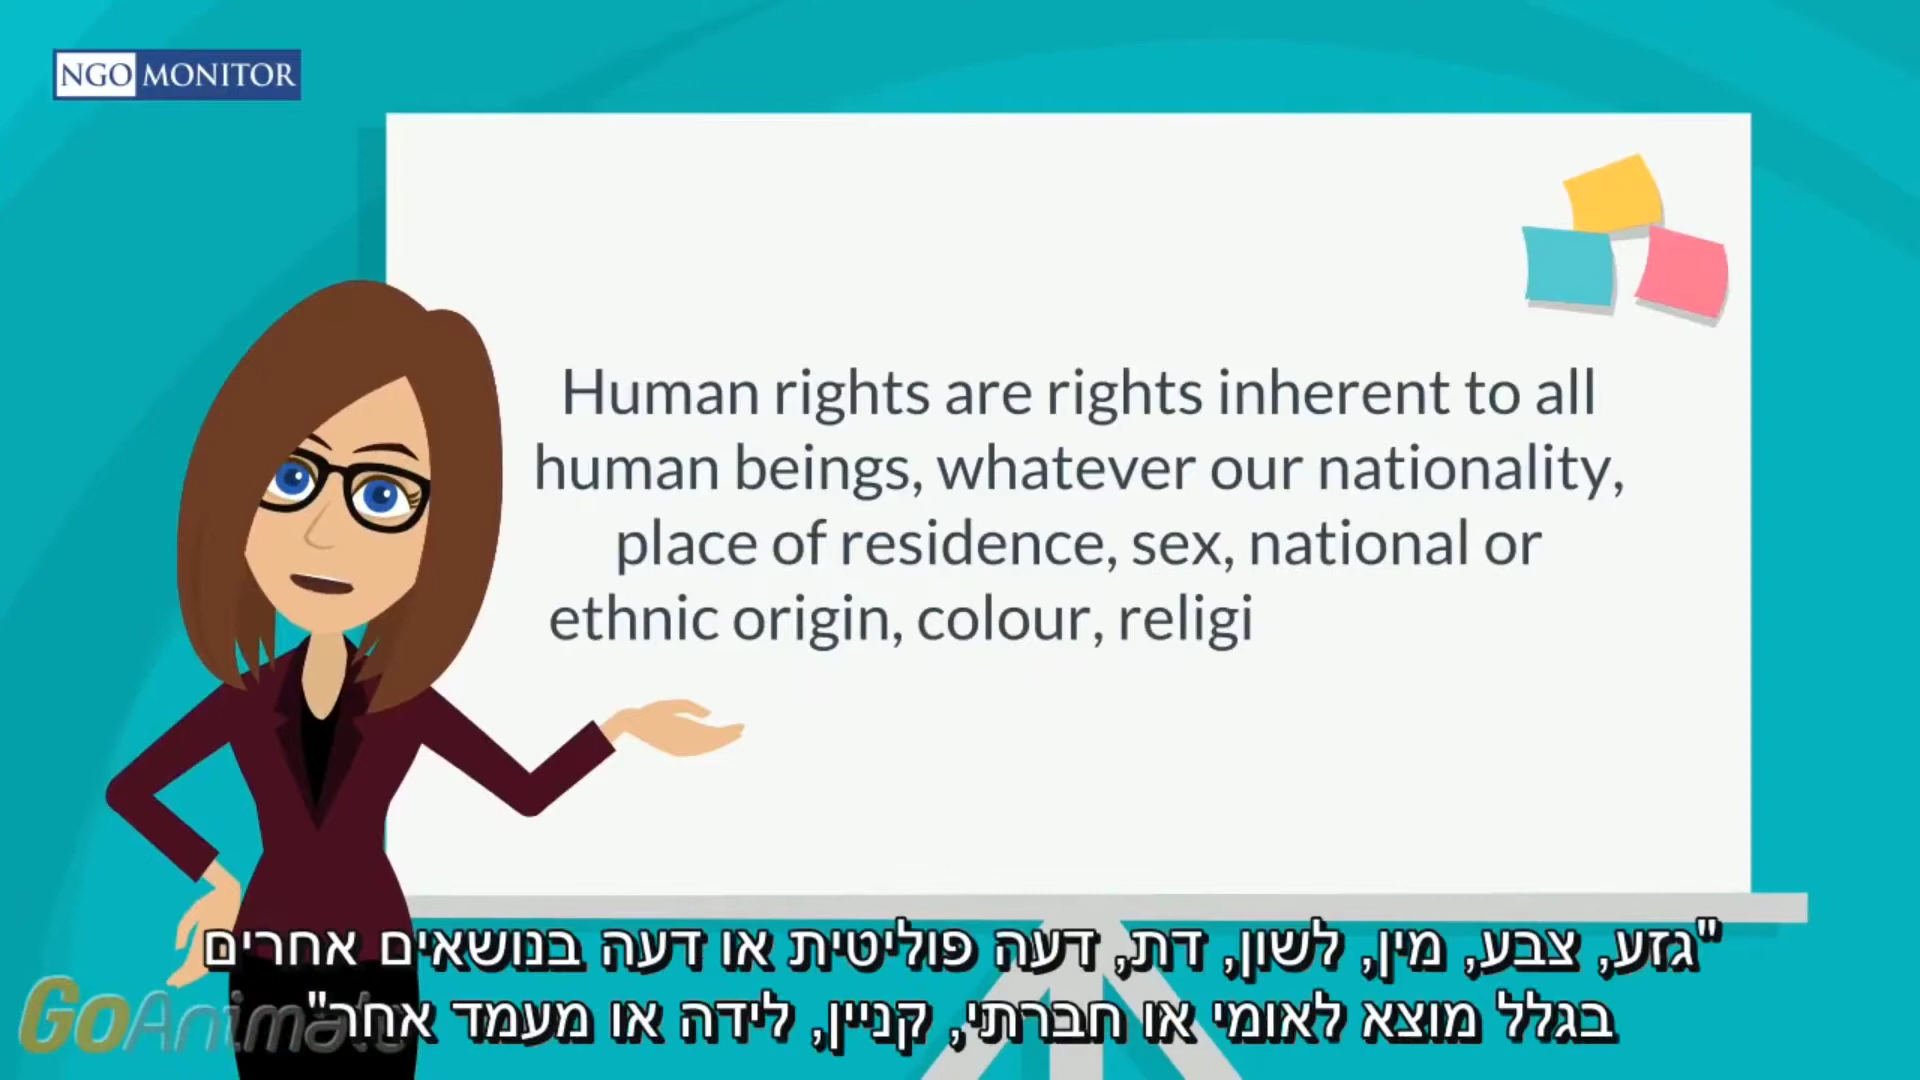 NGO MONITOR
Human rights are rights inherent to all
human beings, whatever our nationality,
place of residence, sex, national or
ethnic origin, colour, religi
"גזע, צבע, מין, לשון, דת, דעה פוליטית או דעה בנושאים אחרים
בגלל מוצא לאומי או חברתי, קניין, לידה או מעמד אחר"
GoAnimate